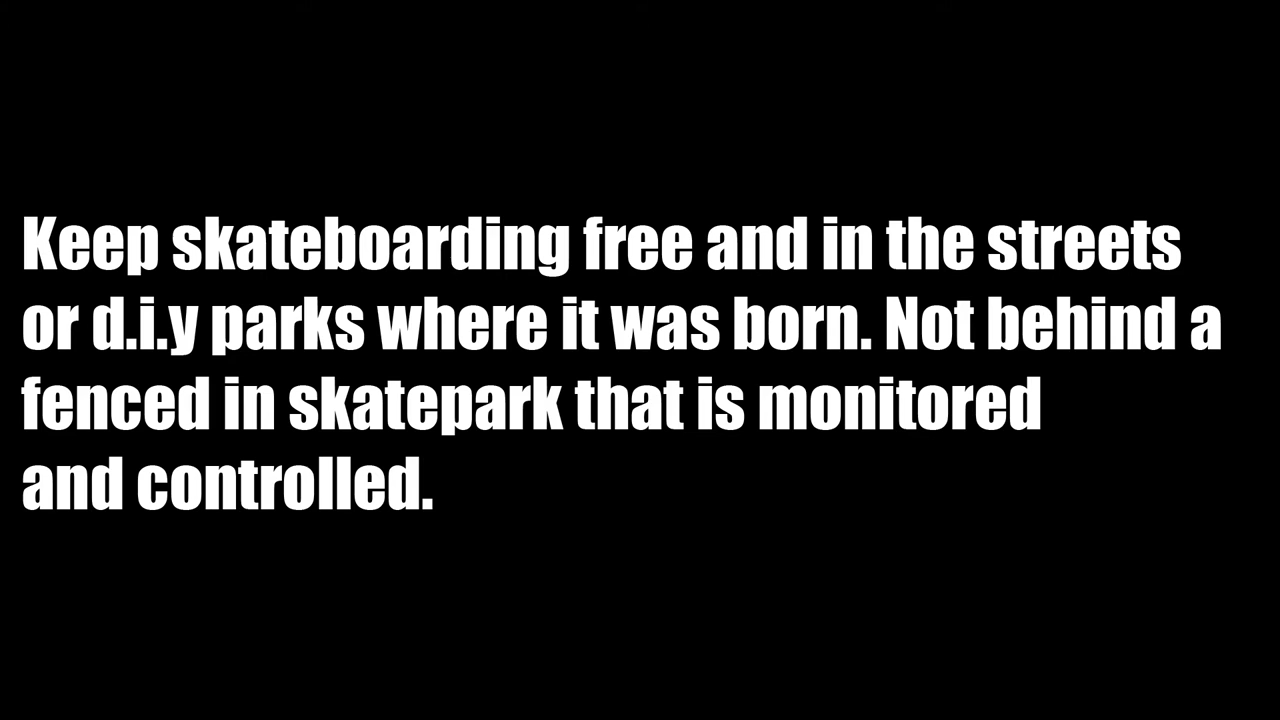 Keep skateboarding free and in the streets
or d.i.y parks where it was born. Not behind a
fenced in skatepark that is monitored
and controlled.